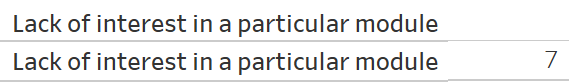 Lack of interest in a particular module
Lack of interest in a particular module 7